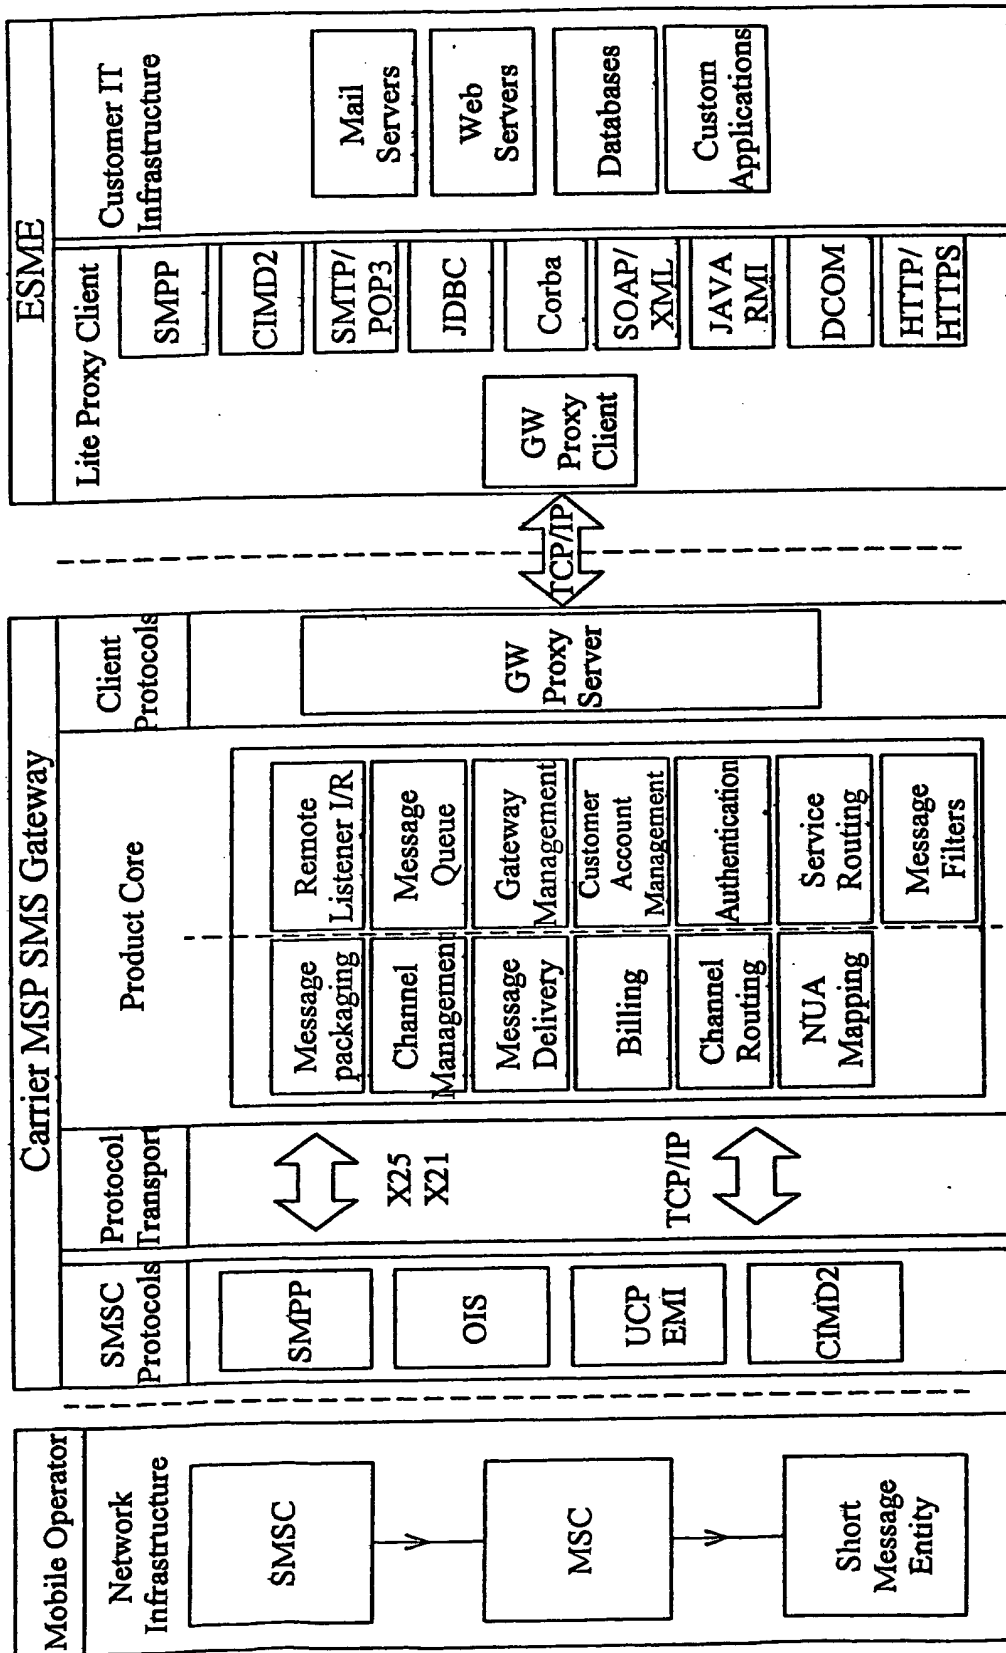 Mobile Operator
Network
Infrastructure
SMSC
MSC
Short
Message
Entity
Carrier MSP SMS Gateway
SMSC
Protocols
SMPP
OIS
UCP
EMI
CIMD2
Protocol
Transport
X25
X21
TCP/IP
Product Core
Message
packaging
Channel
Management
Message
Delivery
Billing
Channel
Routing
NUA
Mapping
Remote
Listener I/R
Message
Queue
Gateway
Management
Customer
Account
Management
Authentication
Service
Routing
Message
Filters
Client
Protocols
GW
Proxy
Server
TCP/IP
ESME
Lite Proxy Client
GW
Proxy
Client
SMPP
CIMD2
SMTP/
POP3
JDBC
Corba
SOAP/
XML
JAVA
RMI
DCOM
HTTP/
HTTPS
Customer IT
Infrastructure
Mail
Servers
Web
Servers
Databases
Custom
Applications